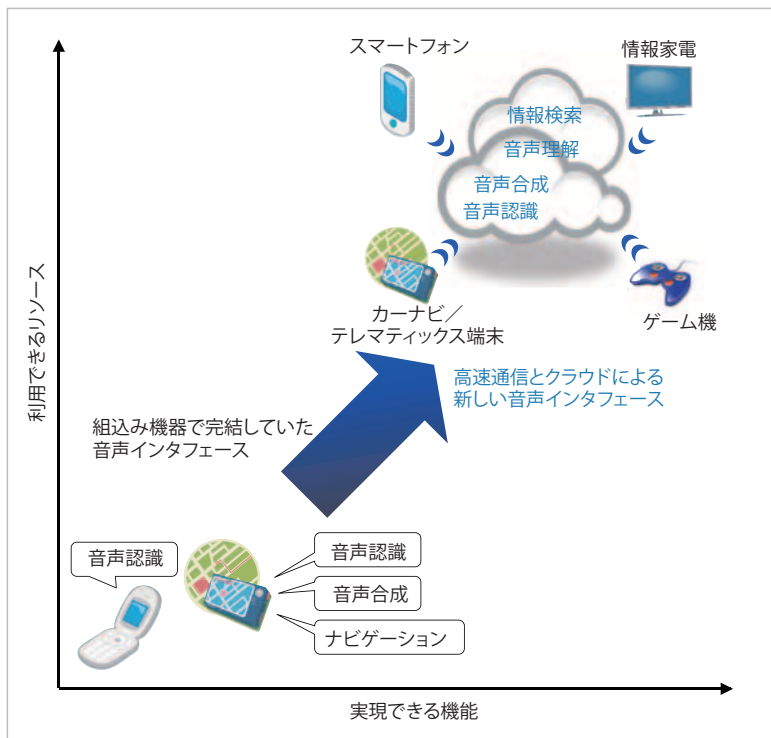 スマートフォン
情報家電
情報検索
音声理解
音声合成
音声認識
カーナビ／
テレマティックス端末
ゲーム機
利用できるリソース
高速通信とクラウドによる
新しい音声インタフェース
組込み機器で完結していた
音声インタフェース
音声認識
音声認識
音声合成
ナビゲーション
実現できる機能